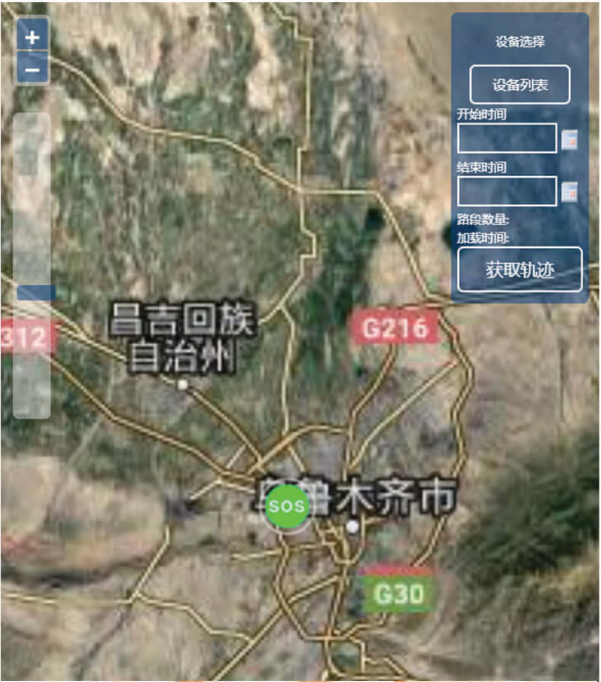 +
−
设备选择
设备列表
开始时间
结束时间
路段数量:
加载时间:
获取轨迹
昌吉回族
自治州
312
G216
乌鲁木齐市
SOS
G30